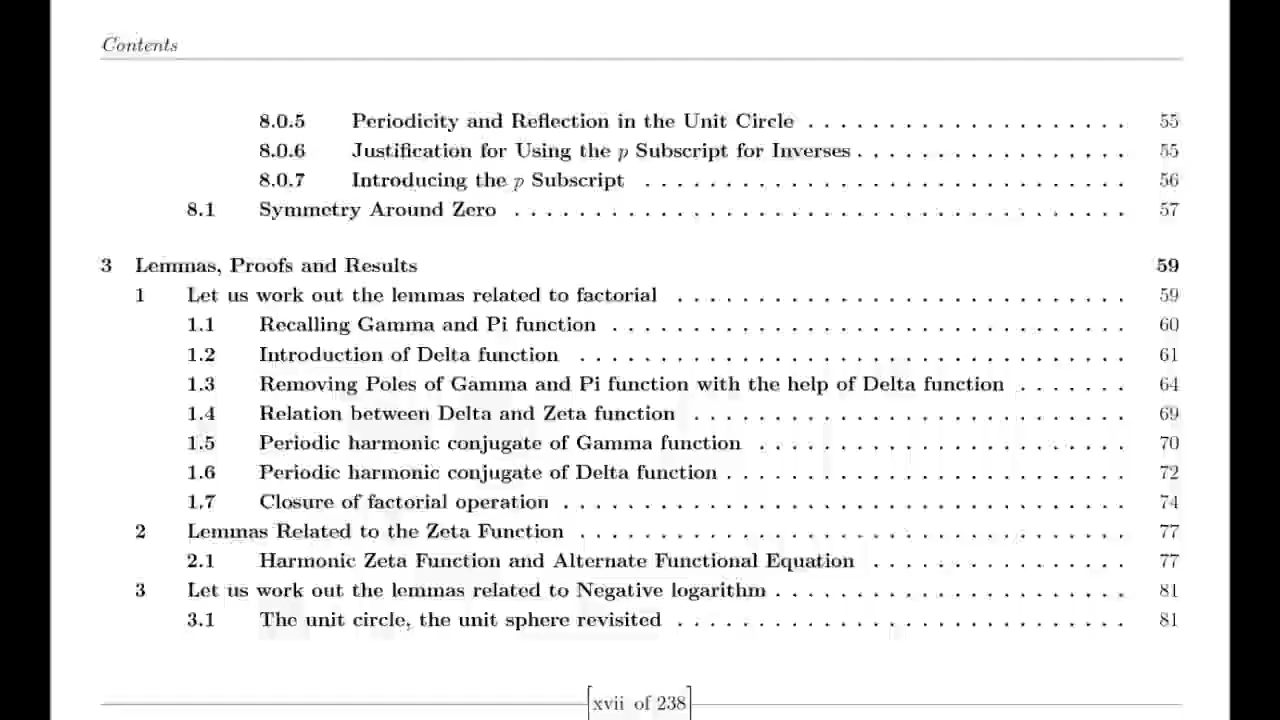 Contents
8.0.5 Periodicity and Reflection in the Unit Circle . . . . . . . . . . . . . . . . . . . . 55
8.0.6 Justification for Using the p Subscript for Inverses . . . . . . . . . . . . . . . . . 55
8.0.7 Introducing the p Subscript . . . . . . . . . . . . . . . . . . . . . . . . . . . . . . 56
8.1 Symmetry Around Zero . . . . . . . . . . . . . . . . . . . . . . . . . . . . . . . . . . . . . . 57
3 Lemmas, Proofs and Results 59
1 Let us work out the lemmas related to factorial . . . . . . . . . . . . . . . . . . . . . . . . . . . . 59
1.1 Recalling Gamma and Pi function . . . . . . . . . . . . . . . . . . . . . . . . . . . . . . . . 60
1.2 Introduction of Delta function . . . . . . . . . . . . . . . . . . . . . . . . . . . . . . . . . . 61
1.3 Removing Poles of Gamma and Pi function with the help of Delta function . . . . . . . 64
1.4 Relation between Delta and Zeta function . . . . . . . . . . . . . . . . . . . . . . . . . . . 69
1.5 Periodic harmonic conjugate of Gamma function . . . . . . . . . . . . . . . . . . . . . . . 70
1.6 Periodic harmonic conjugate of Delta function . . . . . . . . . . . . . . . . . . . . . . . . . 72
1.7 Closure of factorial operation . . . . . . . . . . . . . . . . . . . . . . . . . . . . . . . . . . . 74
2 Lemmas Related to the Zeta Function . . . . . . . . . . . . . . . . . . . . . . . . . . . . . . . . . . 77
2.1 Harmonic Zeta Function and Alternate Functional Equation . . . . . . . . . . . . . . . . 77
3 Let us work out the lemmas related to Negative logarithm . . . . . . . . . . . . . . . . . . . . . . 81
3.1 The unit circle, the unit sphere revisited . . . . . . . . . . . . . . . . . . . . . . . . . . . . 81
xvii of 238